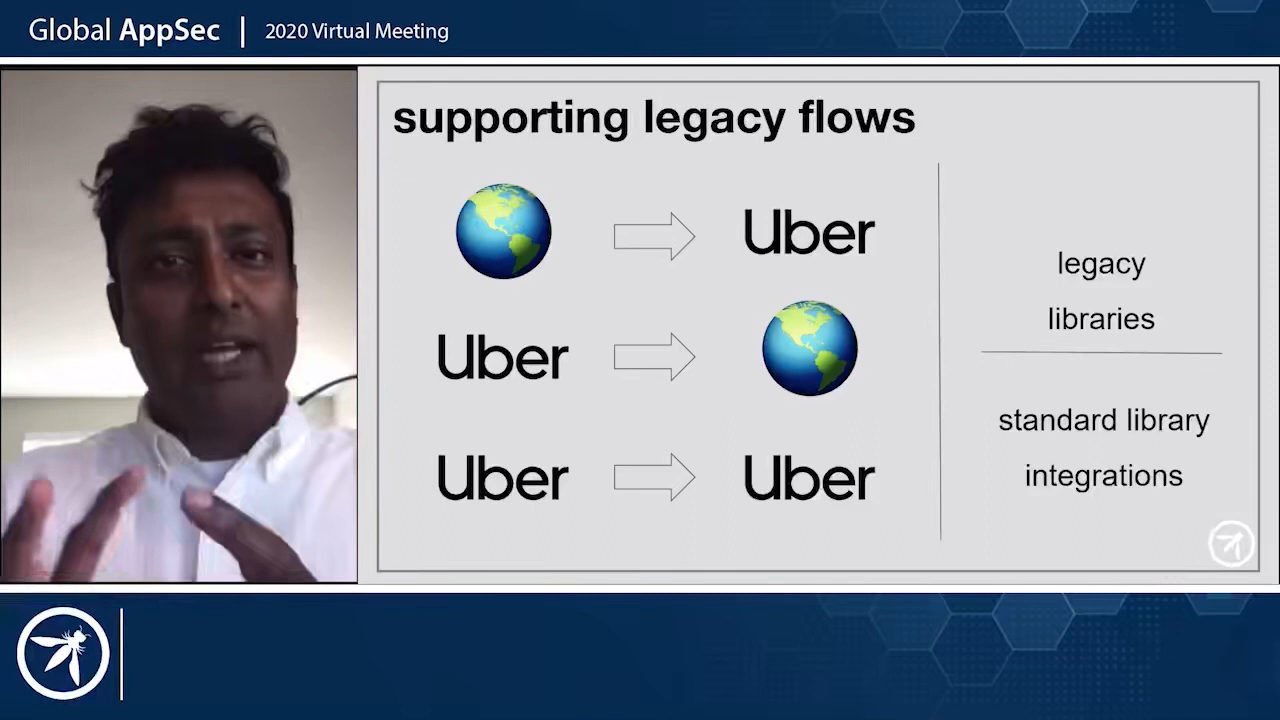 Global AppSec | 2020 Virtual Meeting
supporting legacy flows
Uber
Uber
Uber
Uber
legacy
libraries
standard library
integrations